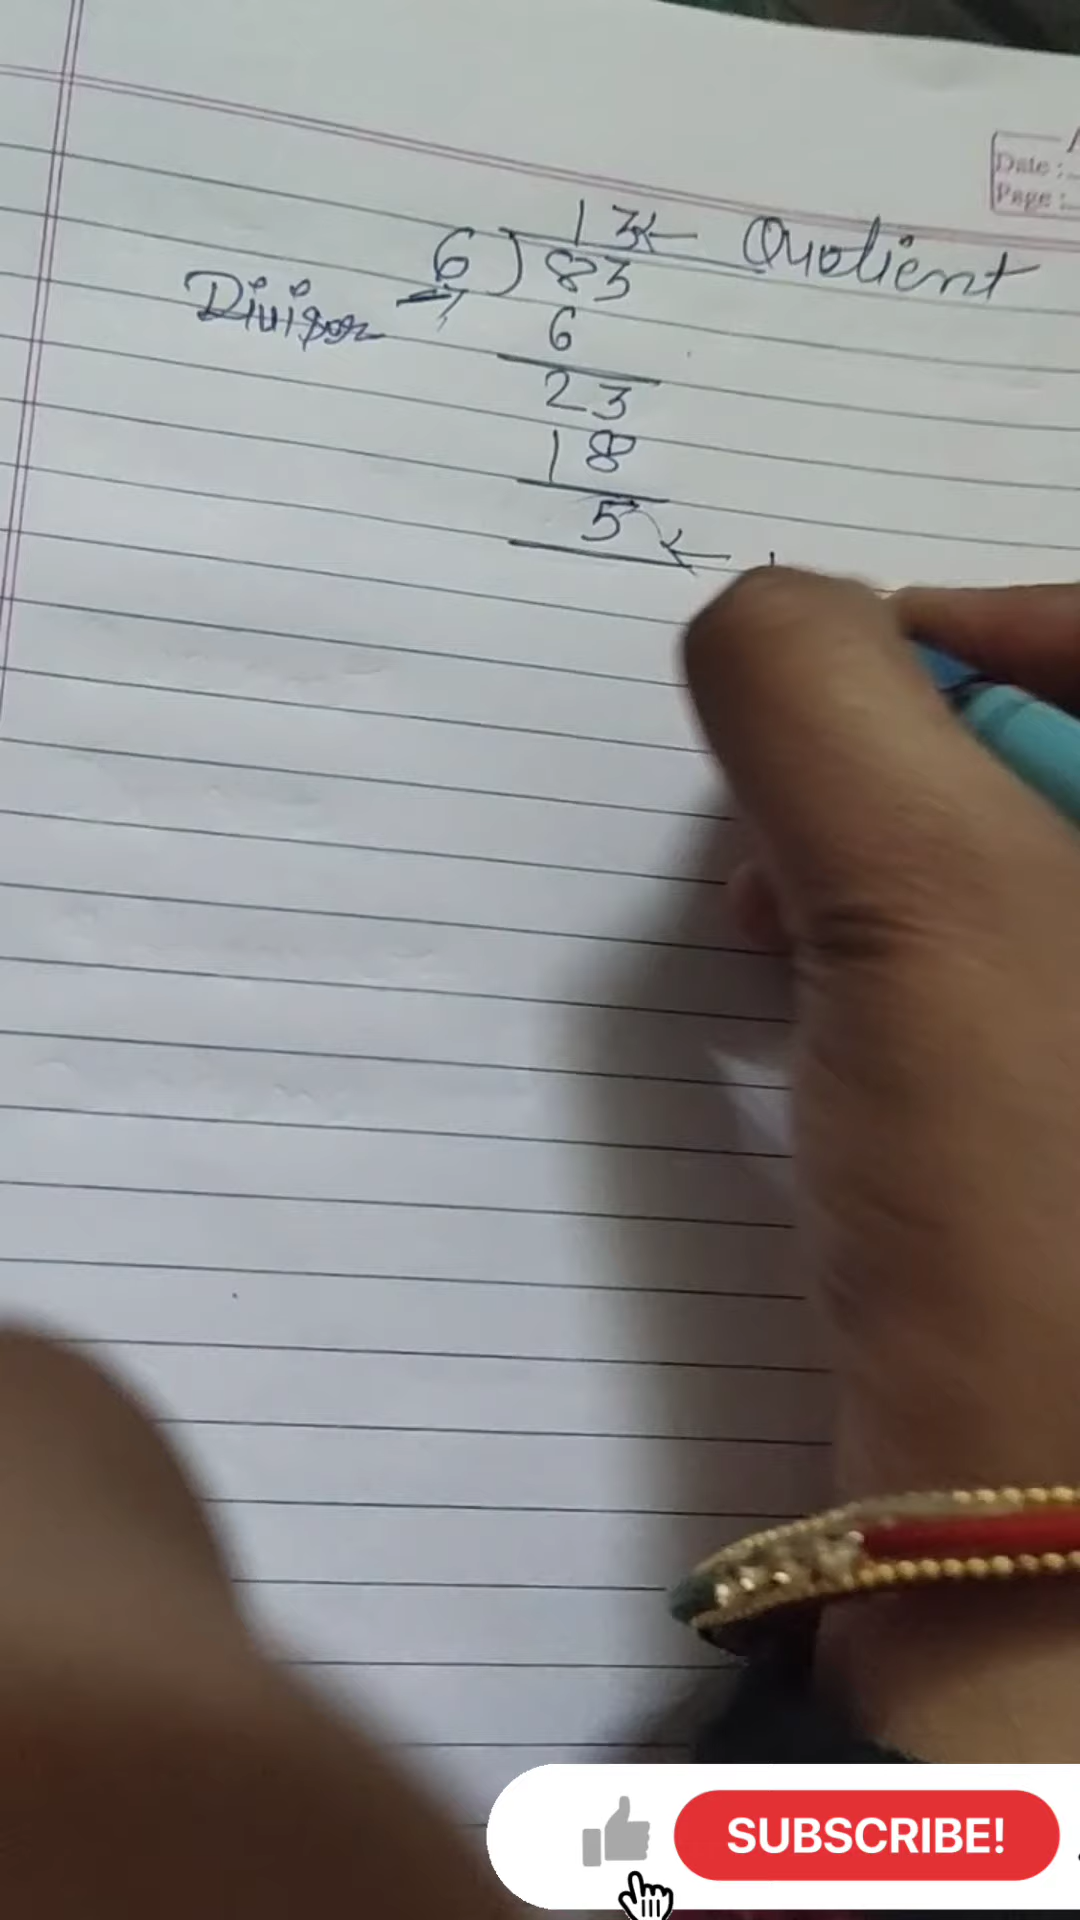 Date :
Page :
13 ← Quotient
6 ) 83
Divisor
6
23
18
5 ←
SUBSCRIBE!